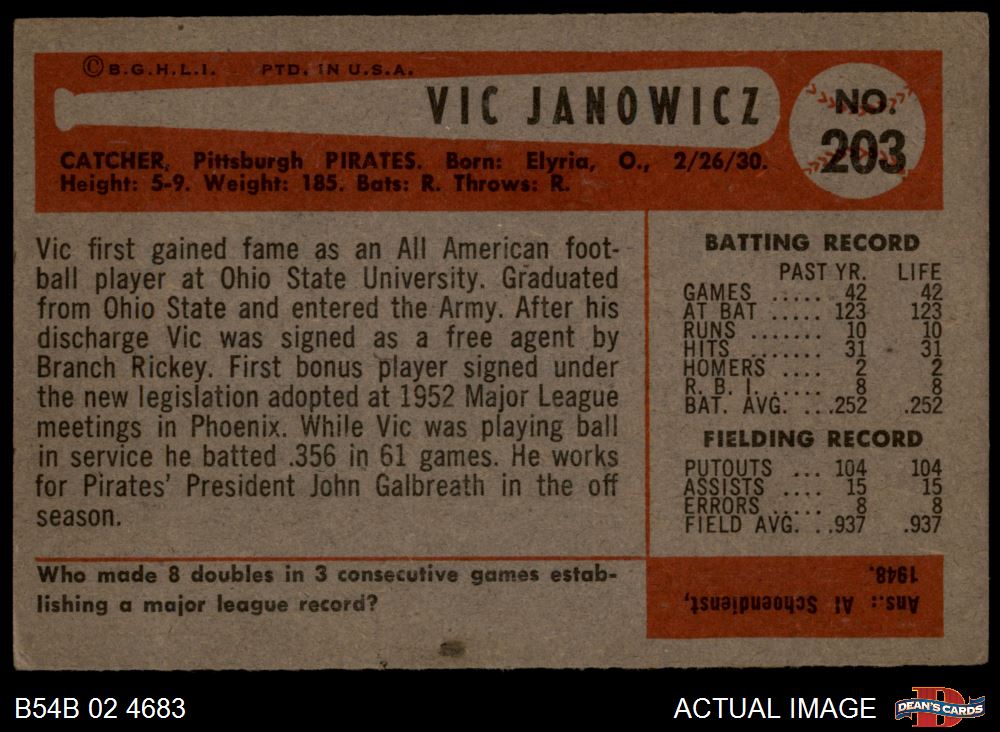 © B.G.H.L.I. PTD. IN U.S.A.
VIC JANOWICZ
NO.
203
CATCHER, Pittsburgh PIRATES. Born: Elyria, O., 2/26/30.
Height: 5-9. Weight: 185. Bats: R. Throws: R.
Vic first gained fame as an All American foot-
ball player at Ohio State University. Graduated
from Ohio State and entered the Army. After his
discharge Vic was signed as a free agent by
Branch Rickey. First bonus player signed under
the new legislation adopted at 1952 Major League
meetings in Phoenix. While Vic was playing ball
in service he batted .356 in 61 games. He works
for Pirates' President John Galbreath in the off
season.
BATTING RECORD
PAST YR. LIFE
GAMES ..... 42 42
AT BAT ..... 123 123
RUNS ....... 10 10
HITS ....... 31 31
HOMERS .... 2 2
R. B. I. ..... 8 8
BAT. AVG. ...252 .252
FIELDING RECORD
PUTOUTS ... 104 104
ASSISTS .... 15 15
ERRORS .... 8 8
FIELD AVG. ..937 .937
Who made 8 doubles in 3 consecutive games estab-
lishing a major league record?
Ans.: Al Schoendienst,
1948.
B54B 02 4683
ACTUAL IMAGE
D
DEAN'S CARDS